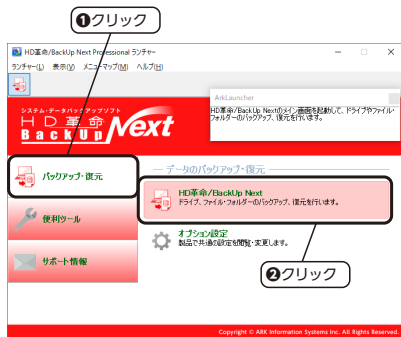 ❶クリック
HD革命/BackUp Next Professional ランチャー
ランチャー(L) 表示(V) メニューマップ(M) ヘルプ(H)
ArkLauncher
HD革命/BackUp Nextのメイン画面を起動して、ドライブやファイル・フォルダーのバックアップ、復元を行います。
システム・データバックアップソフト
HD革命
BackUp Next
バックアップ・復元
便利ツール
サポート情報
データのバックアップ・復元
HD革命/BackUp Next
ドライブ、ファイル・フォルダーのバックアップ、復元を行います。
オプション設定
製品で共通の設定を閲覧・変更します。
❷クリック
Copyright © ARK Information Systems Inc. All Rights Reserved.